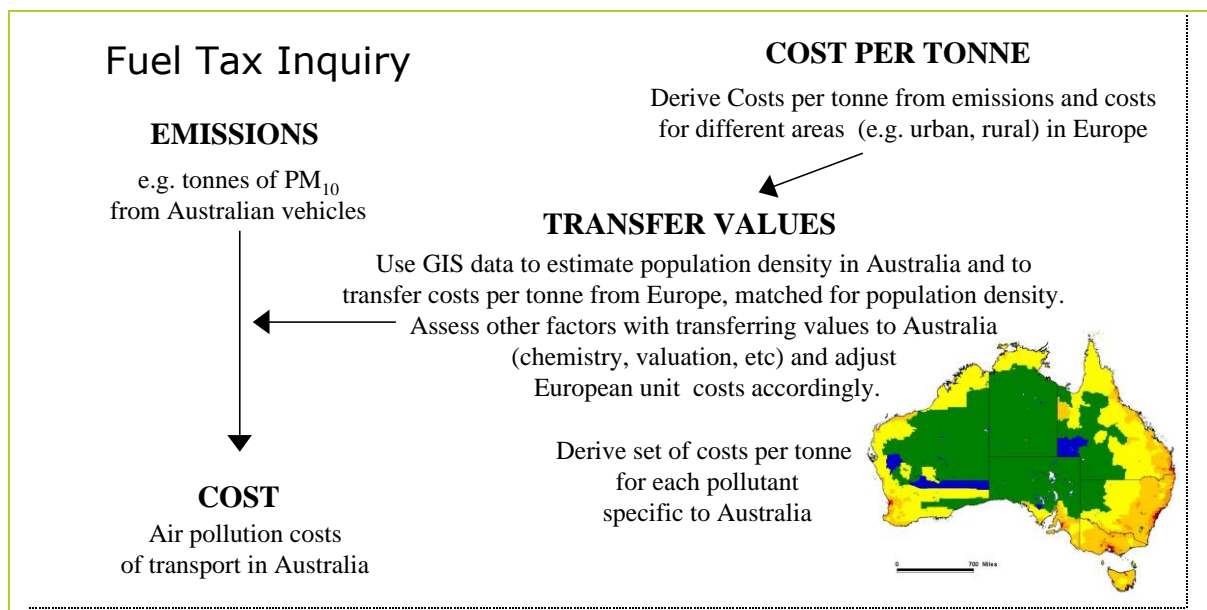 Fuel Tax Inquiry
EMISSIONS
e.g. tonnes of PM10
from Australian vehicles
COST PER TONNE
Derive Costs per tonne from emissions and costs
for different areas (e.g. urban, rural) in Europe
TRANSFER VALUES
Use GIS data to estimate population density in Australia and to
transfer costs per tonne from Europe, matched for population density.
Assess other factors with transferring values to Australia
(chemistry, valuation, etc) and adjust
European unit costs accordingly.
Derive set of costs per tonne
for each pollutant
specific to Australia
COST
Air pollution costs
of transport in Australia
0 700 Miles